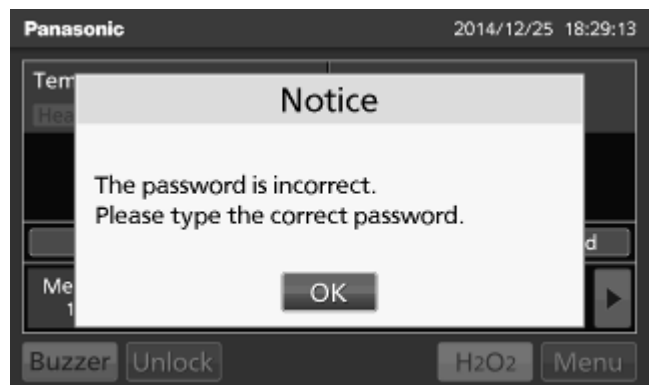 Panasonic 2014/12/25 18:29:13
Notice
The password is incorrect.
Please type the correct password.
OK
Buzzer Unlock H2O2 Menu